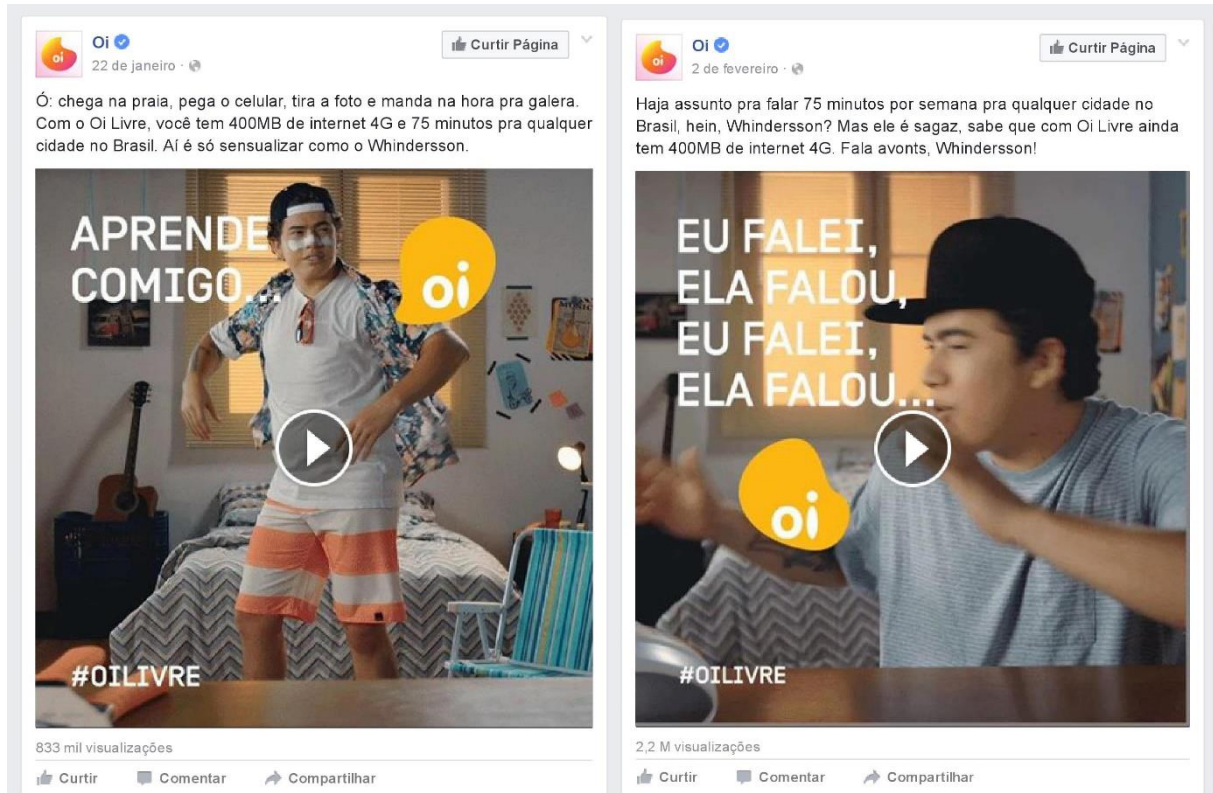 Oi
Curtir Página
22 de janeiro
Ó: chega na praia, pega o celular, tira a foto e manda na hora pra galera.
Com o Oi Livre, você tem 400MB de internet 4G e 75 minutos pra qualquer
cidade no Brasil. Aí é só sensualizar como o Whindersson.
APRENDE
COMIGO...
oi
#OILIVRE
833 mil visualizações
Curtir Comentar Compartilhar
Oi
Curtir Página
2 de fevereiro
Haja assunto pra falar 75 minutos por semana pra qualquer cidade no
Brasil, hein, Whindersson? Mas ele é sagaz, sabe que com Oi Livre ainda
tem 400MB de internet 4G. Fala avonts, Whindersson!
EU FALEI,
ELA FALOU,
EU FALEI,
ELA FALOU...
oi
#OILIVRE
2,2 M visualizações
Curtir Comentar Compartilhar